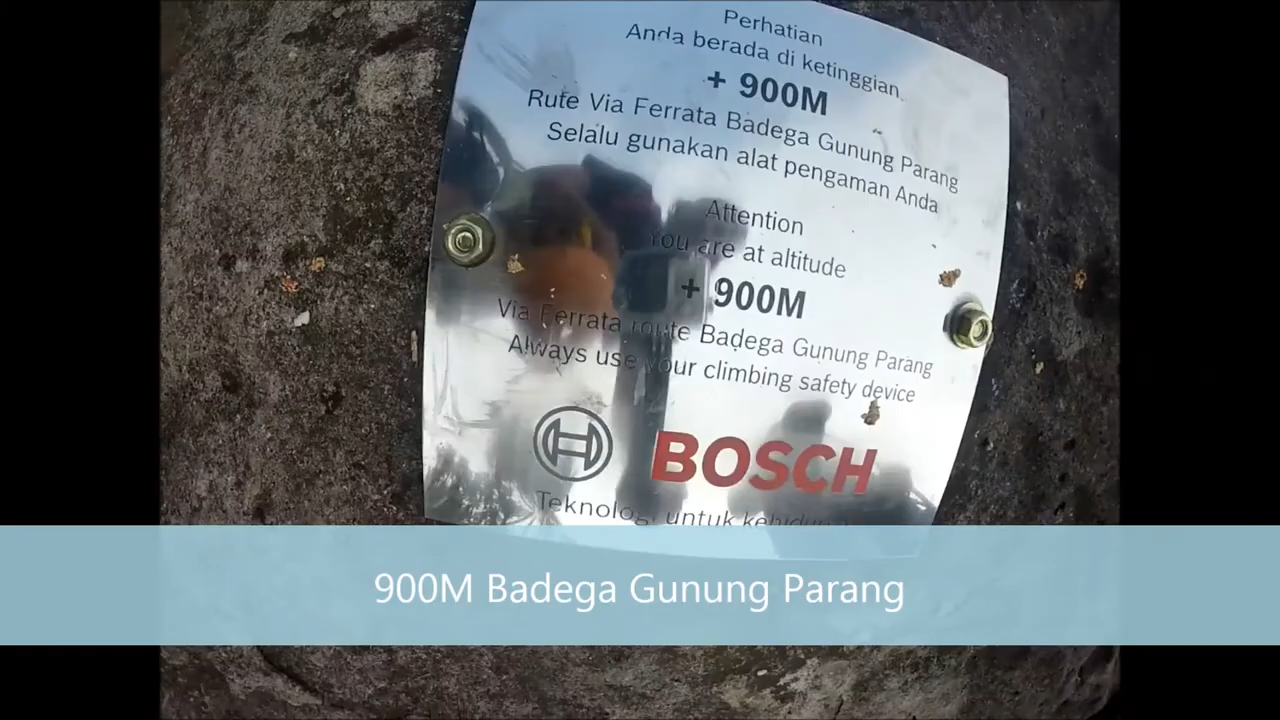 Perhatian
Anda berada di ketinggian
+ 900M
Rute Via Ferrata Badega Gunung Parang
Selalu gunakan alat pengaman Anda
Attention
You are at altitude
+ 900M
Via Ferrata route Badega Gunung Parang
Always use your climbing safety device
BOSCH
Teknologi untuk
900M Badega Gunung Parang